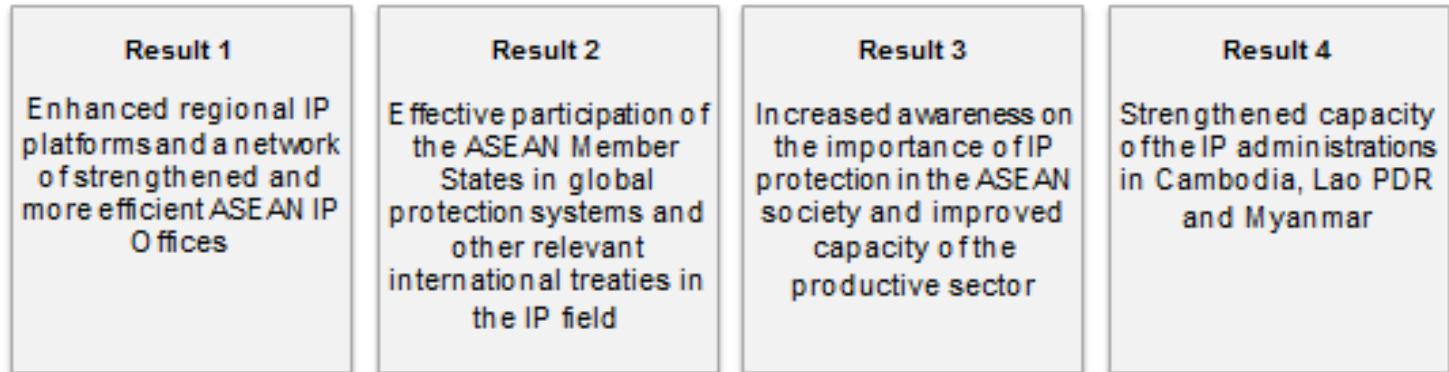 Result 1
Enhanced regional IP
platforms and a network
of strengthened and
more efficient ASEAN IP
Offices
Result 2
Effective participation of
the ASEAN Member
States in global
protection systems and
other relevant
international treaties in
the IP field
Result 3
Increased awareness on
the importance of IP
protection in the ASEAN
society and improved
capacity of the
productive sector
Result 4
Strengthened capacity
of the IP administrations
in Cambodia, Lao PDR
and Myanmar